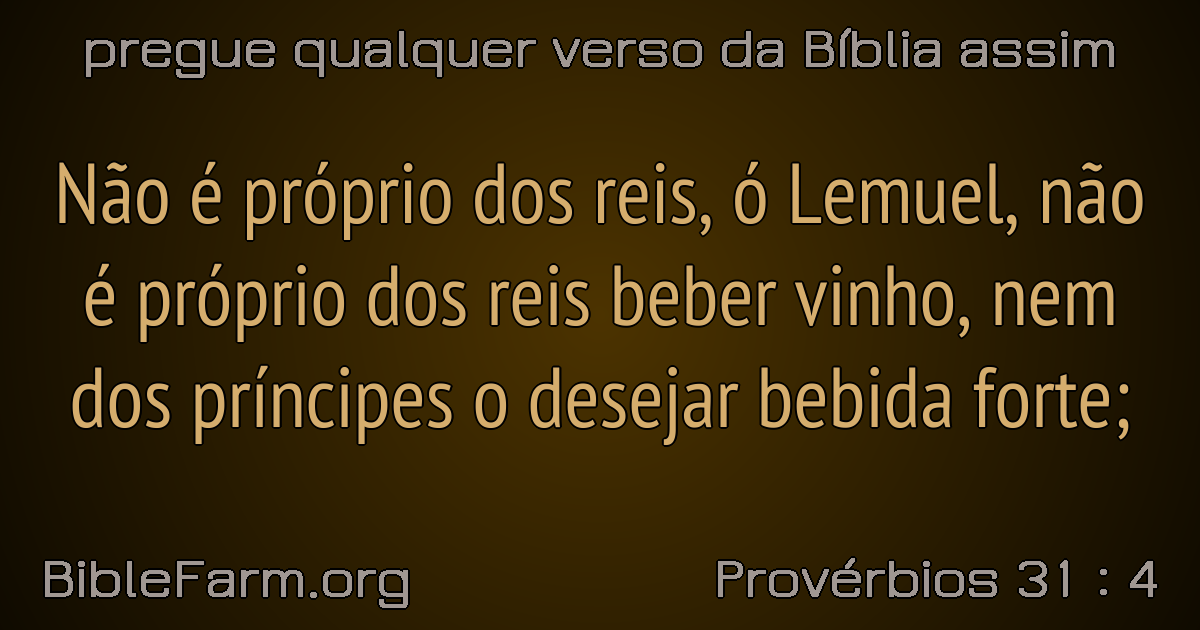 pregue qualquer verso da Bíblia assim
Não é próprio dos reis, ó Lemuel, não
é próprio dos reis beber vinho, nem
dos príncipes o desejar bebida forte;
BibleFarm.org
Provérbios 31 : 4